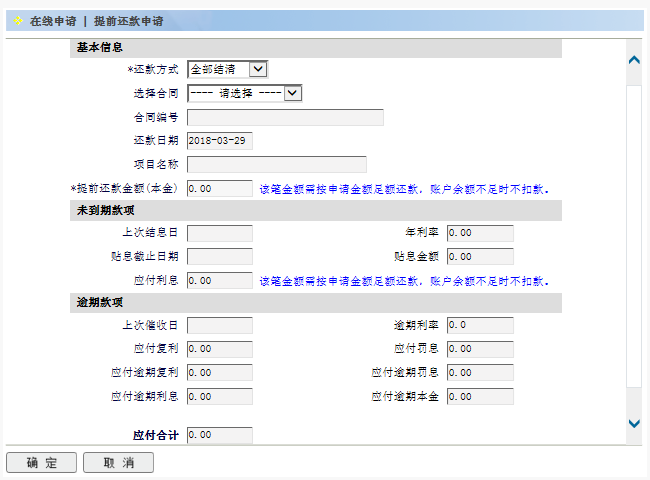 在线申请 | 提前还款申请
基本信息
*还款方式 全部结清
选择合同 ---- 请选择 ----
合同编号
还款日期 2018-03-29
项目名称
*提前还款金额(本金) 0.00 该笔金额需按申请金额足额还款，账户余额不足时不扣款。
未到期款项
上次结息日 年利率 0.00
贴息截止日期 贴息金额 0.00
应付利息 0.00 该笔金额需按申请金额足额还款，账户余额不足时不扣款。
逾期款项
上次催收日 逾期利率 0.0
应付复利 0.00 应付罚息 0.00
应付逾期复利 0.00 应付逾期罚息 0.00
应付逾期利息 0.00 应付逾期本金 0.00
应付合计 0.00
确 定 取 消